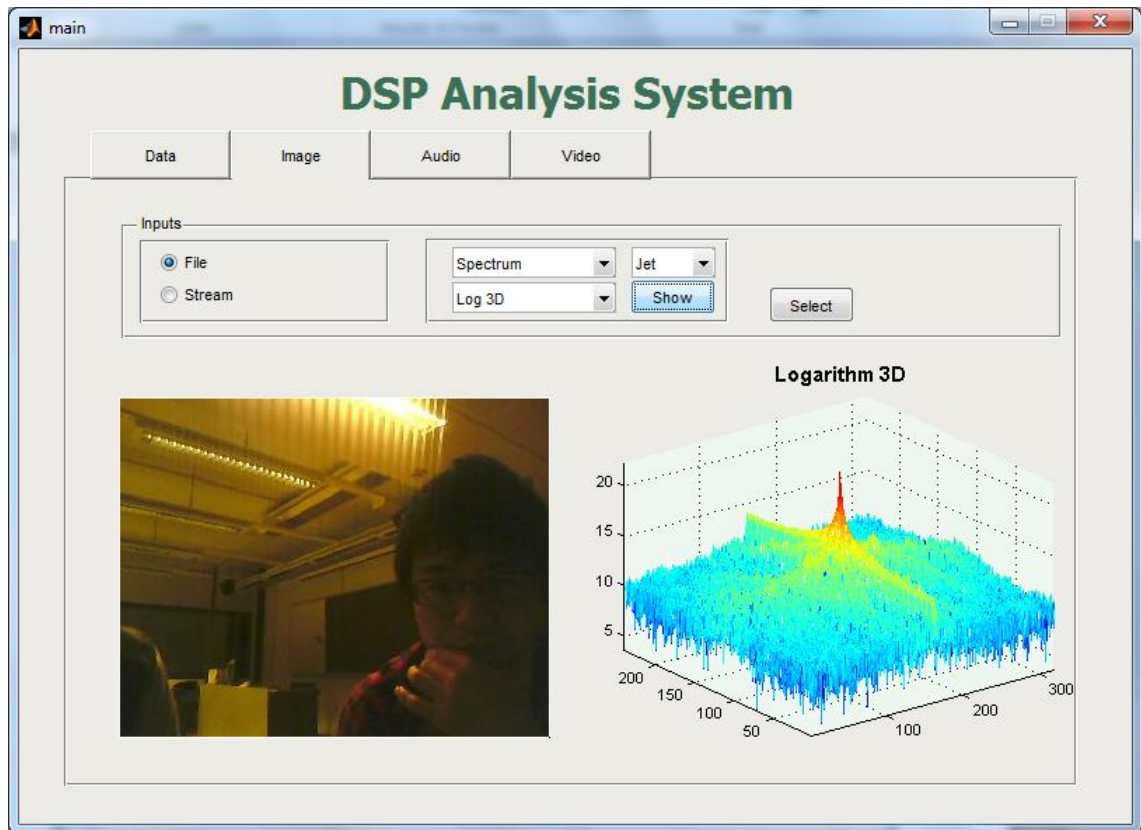 main
DSP Analysis System
Data Image Audio Video
Inputs
File
Stream
Spectrum Jet
Log 3D Show
Select
Logarithm 3D
20
15
10
5
200 150 100 50
100 200 300